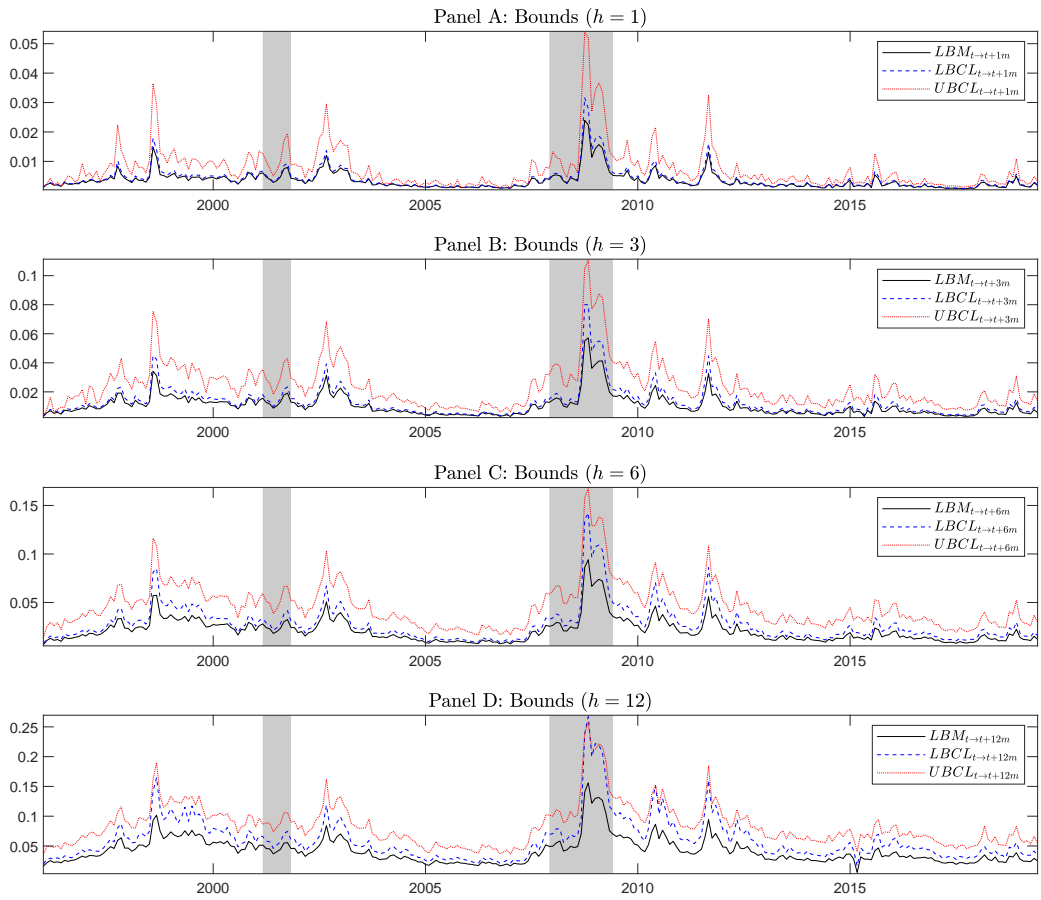 Panel A: Bounds (h = 1)
0.05
0.04
0.03
0.02
0.01
LBM_{t→t+1m}
LBCL_{t→t+1m}
UBCL_{t→t+1m}
2000
2005
2010
2015
Panel B: Bounds (h = 3)
0.1
0.08
0.06
0.04
0.02
LBM_{t→t+3m}
LBCL_{t→t+3m}
UBCL_{t→t+3m}
2000
2005
2010
2015
Panel C: Bounds (h = 6)
0.15
0.1
0.05
LBM_{t→t+6m}
LBCL_{t→t+6m}
UBCL_{t→t+6m}
2000
2005
2010
2015
Panel D: Bounds (h = 12)
0.25
0.2
0.15
0.1
0.05
LBM_{t→t+12m}
LBCL_{t→t+12m}
UBCL_{t→t+12m}
2000
2005
2010
2015